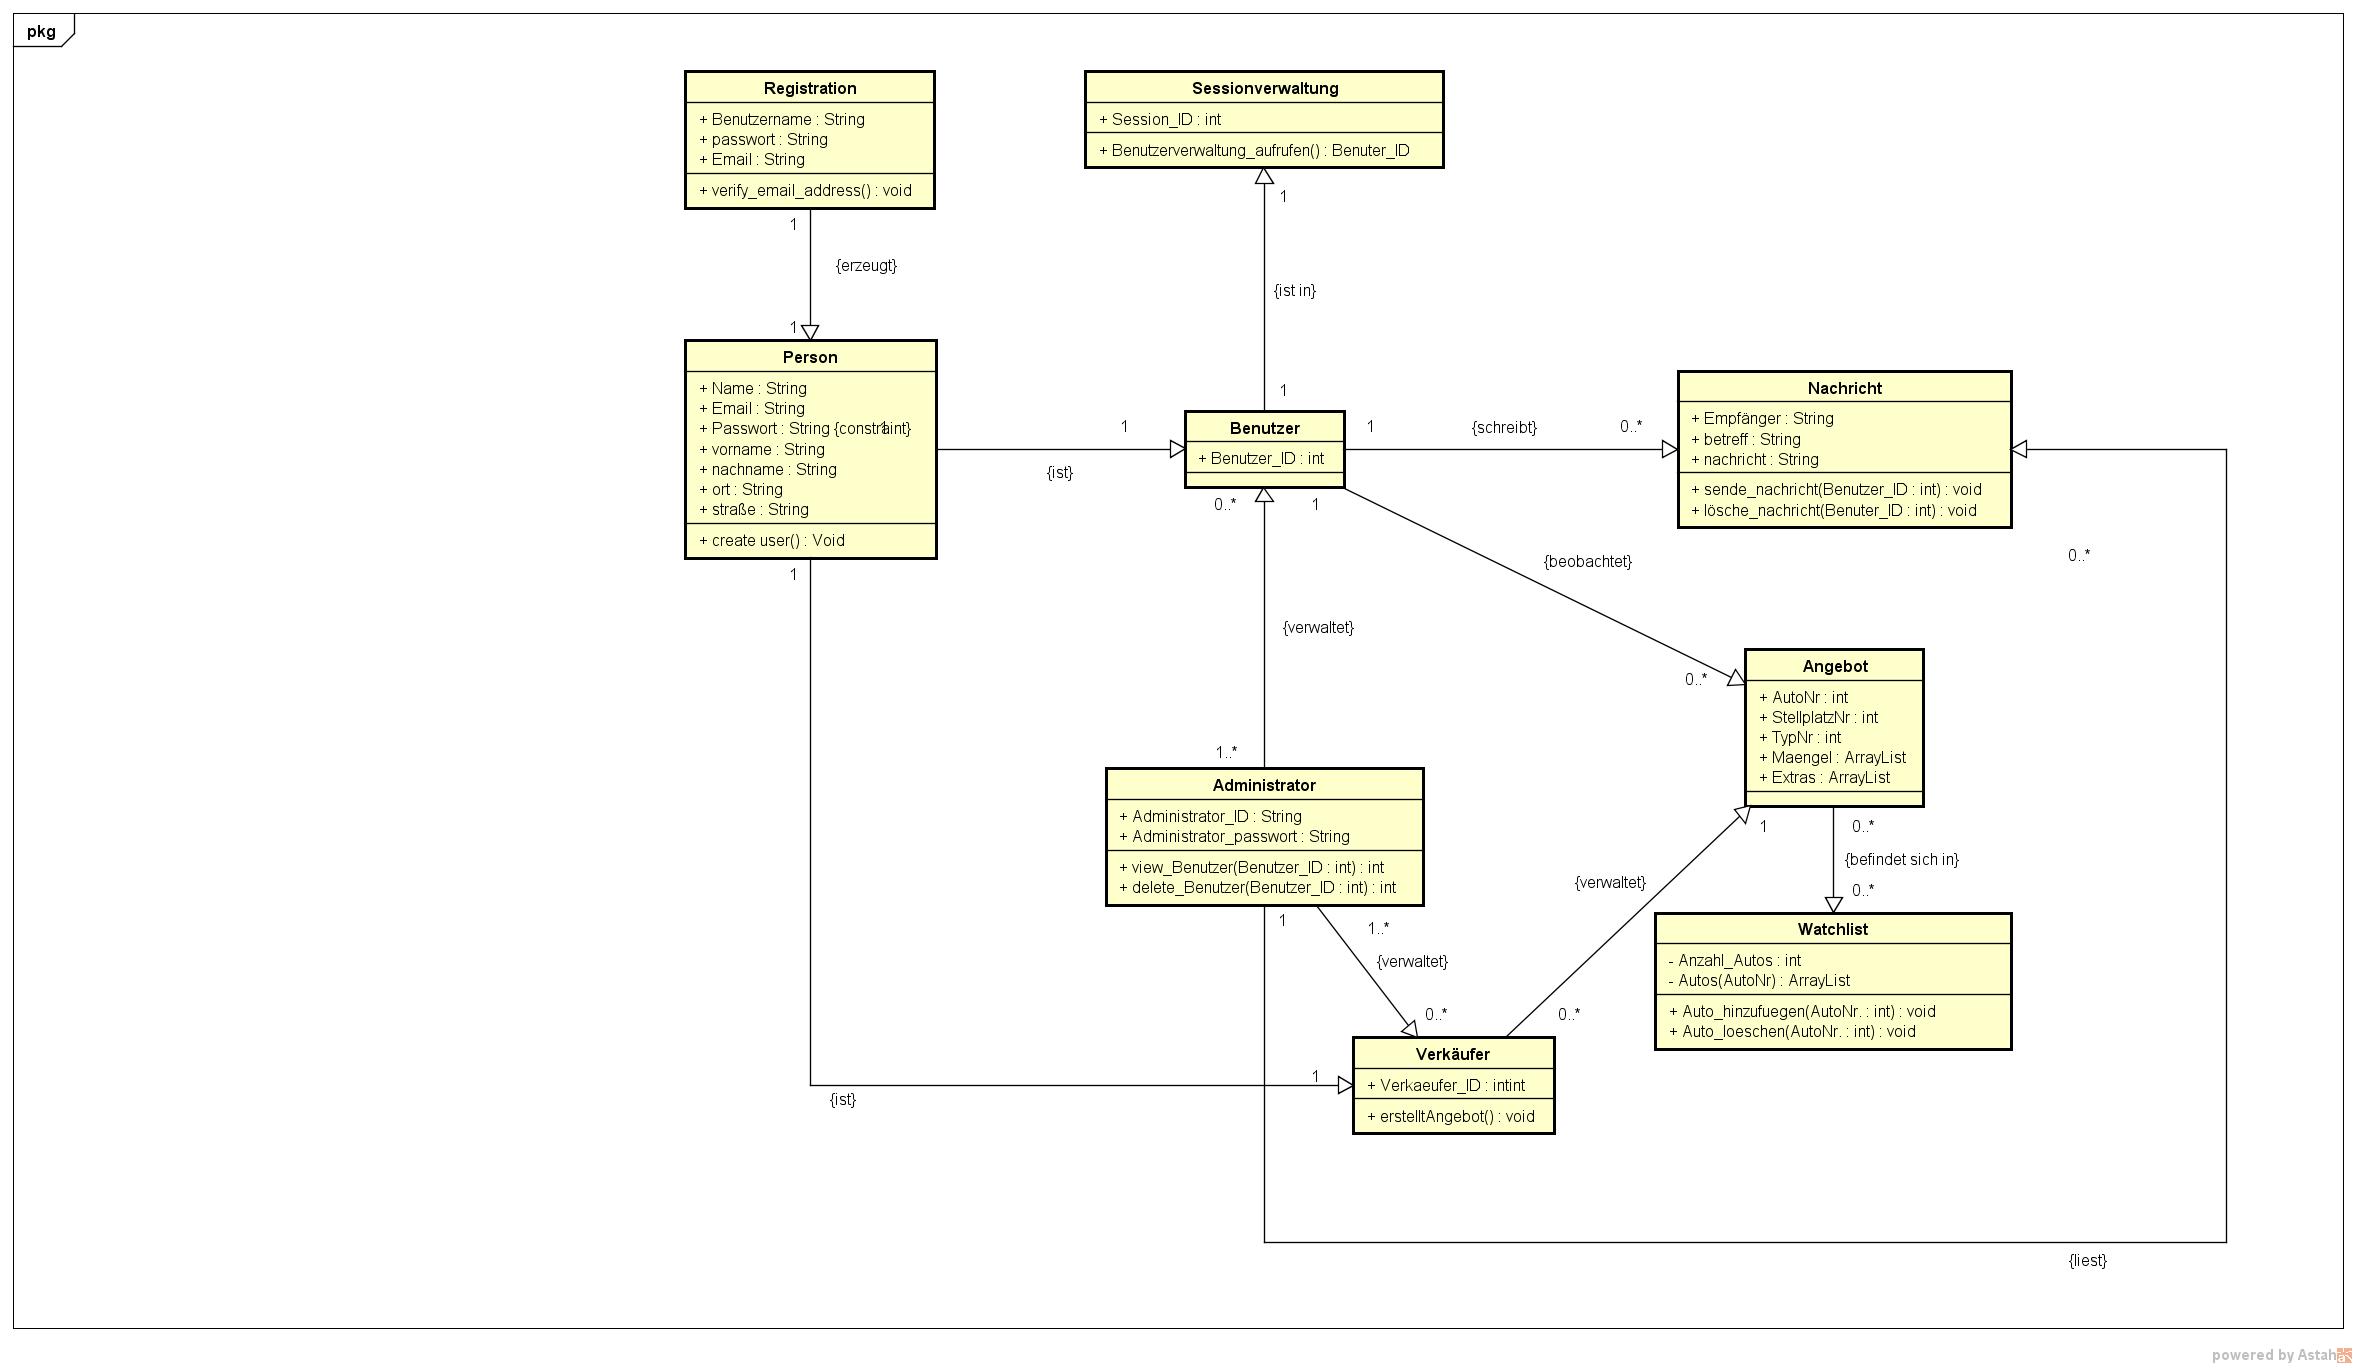 pkg
Registration
+ Benutzername : String
+ passwort : String
+ Email : String
+ verify_email_address() : void
Sessionverwaltung
+ Session_ID : int
+ Benutzerverwaltung_aufrufen() : Benuter_ID
1
1
{erzeugt}
{ist in}
1
1
Person
+ Name : String
+ Email : String
+ Passwort : String {constraint}
1
+ vorname : String
+ nachname : String
+ ort : String
+ straße : String
+ create user() : Void
1
{ist}
Benutzer
+ Benutzer_ID : int
1
{schreibt}
0..*
Nachricht
+ Empfänger : String
+ betreff : String
+ nachricht : String
+ sende_nachricht(Benutzer_ID : int) : void
+ lösche_nachricht(Benuter_ID : int) : void
0..*
1
1
{beobachtet}
0..*
{verwaltet}
0..*
Angebot
+ AutoNr : int
+ StellplatzNr : int
+ TypNr : int
+ Maengel : ArrayList
+ Extras : ArrayList
1..*
Administrator
+ Administrator_ID : String
+ Administrator_passwort : String
+ view_Benutzer(Benutzer_ID : int) : int
+ delete_Benutzer(Benutzer_ID : int) : int
1
0..*
{befindet sich in}
0..*
{verwaltet}
1
1..*
{verwaltet}
0..*
0..*
Watchlist
- Anzahl_Autos : int
- Autos(AutoNr) : ArrayList
+ Auto_hinzufuegen(AutoNr. : int) : void
+ Auto_loeschen(AutoNr. : int) : void
Verkäufer
+ Verkaeufer_ID : intint
+ erstelltAngebot() : void
1
{ist}
{liest}
powered by Astah